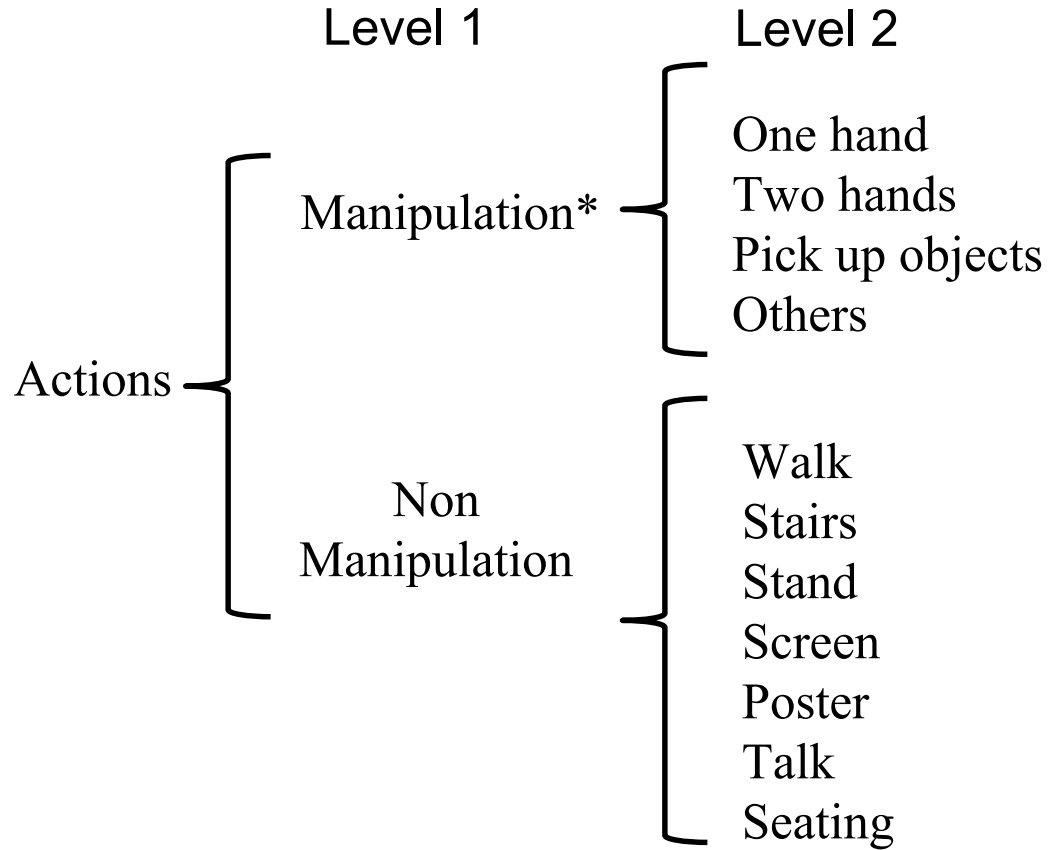 Level 1
Level 2
Actions
Manipulation*
One hand
Two hands
Pick up objects
Others
Non
Manipulation
Walk
Stairs
Stand
Screen
Poster
Talk
Seating